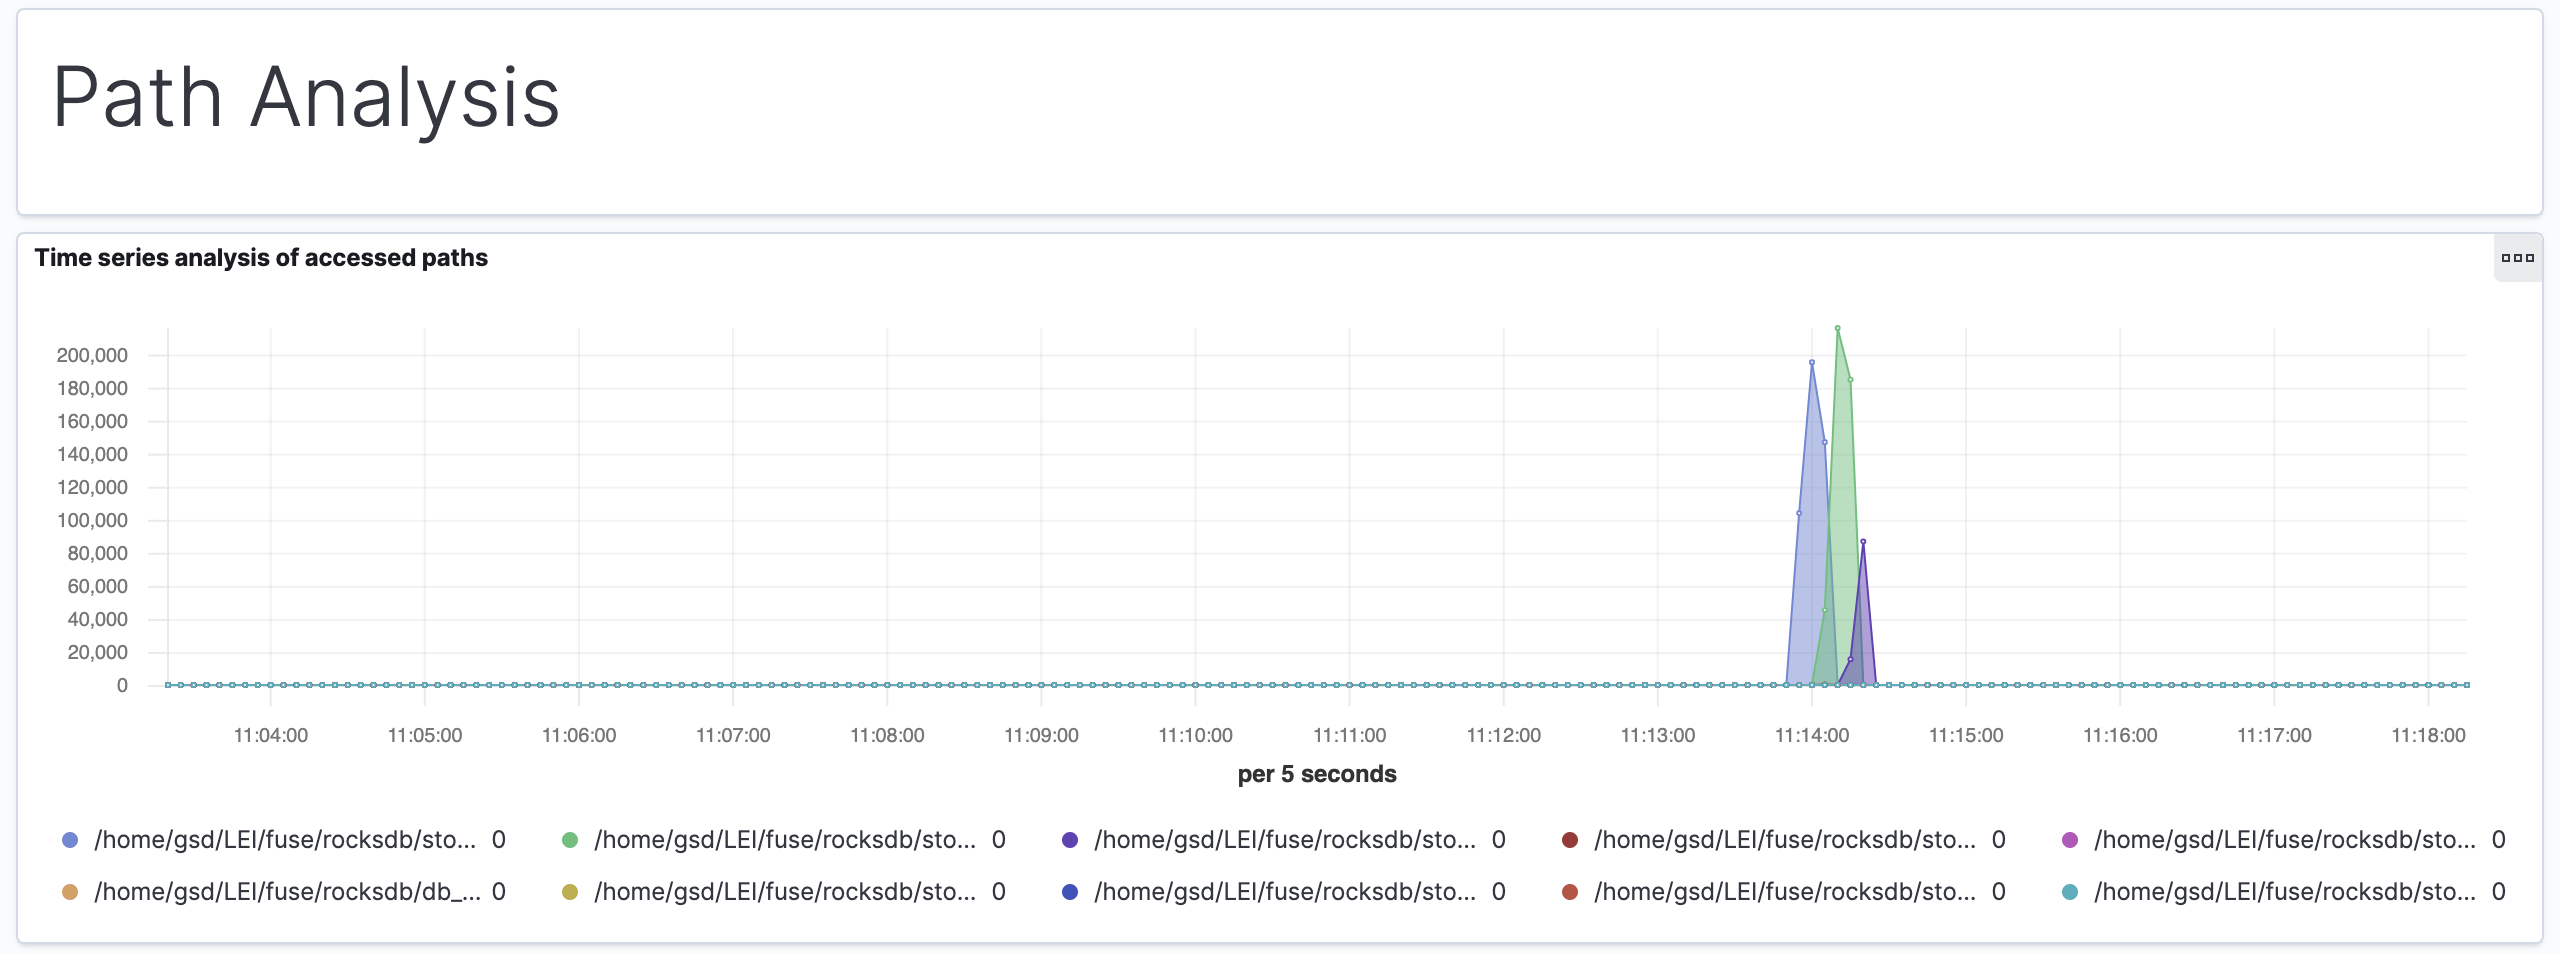 Path Analysis
Time series analysis of accessed paths
200,000
180,000
160,000
140,000
120,000
100,000
80,000
60,000
40,000
20,000
0
11:04:00 11:05:00 11:06:00 11:07:00 11:08:00 11:09:00 11:10:00 11:11:00 11:12:00 11:13:00 11:14:00 11:15:00 11:16:00 11:17:00 11:18:00
per 5 seconds
/home/gsd/LEI/fuse/rocksdb/sto... 0 /home/gsd/LEI/fuse/rocksdb/sto... 0 /home/gsd/LEI/fuse/rocksdb/sto... 0 /home/gsd/LEI/fuse/rocksdb/sto... 0 /home/gsd/LEI/fuse/rocksdb/sto... 0
/home/gsd/LEI/fuse/rocksdb/db_... 0 /home/gsd/LEI/fuse/rocksdb/sto... 0 /home/gsd/LEI/fuse/rocksdb/sto... 0 /home/gsd/LEI/fuse/rocksdb/sto... 0 /home/gsd/LEI/fuse/rocksdb/sto... 0